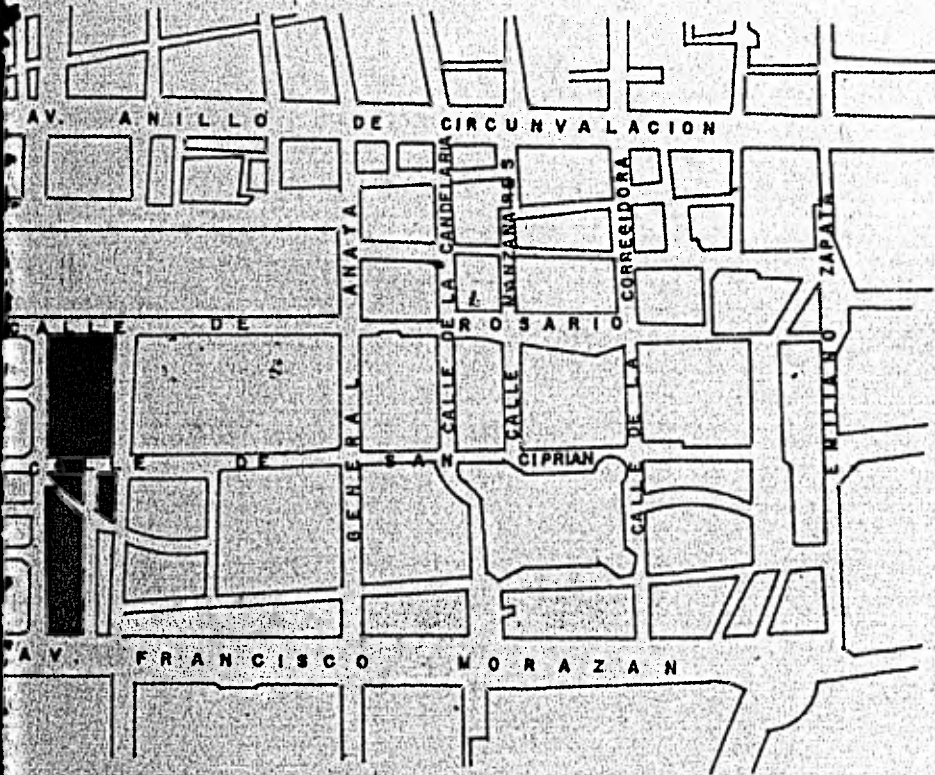 AV. ANILLO DE CIRCUNVALACION
CALLE DE ROSARIO
CALLE DE SAN CIPRIAN
AV. FRANCISCO MORAZAN
GENERAL ANAYA
CALLE DE LA CANDELARIA
CALLE MANZANARES
CALLE DE LA CORREGIDORA
EMILIANO ZAPATA